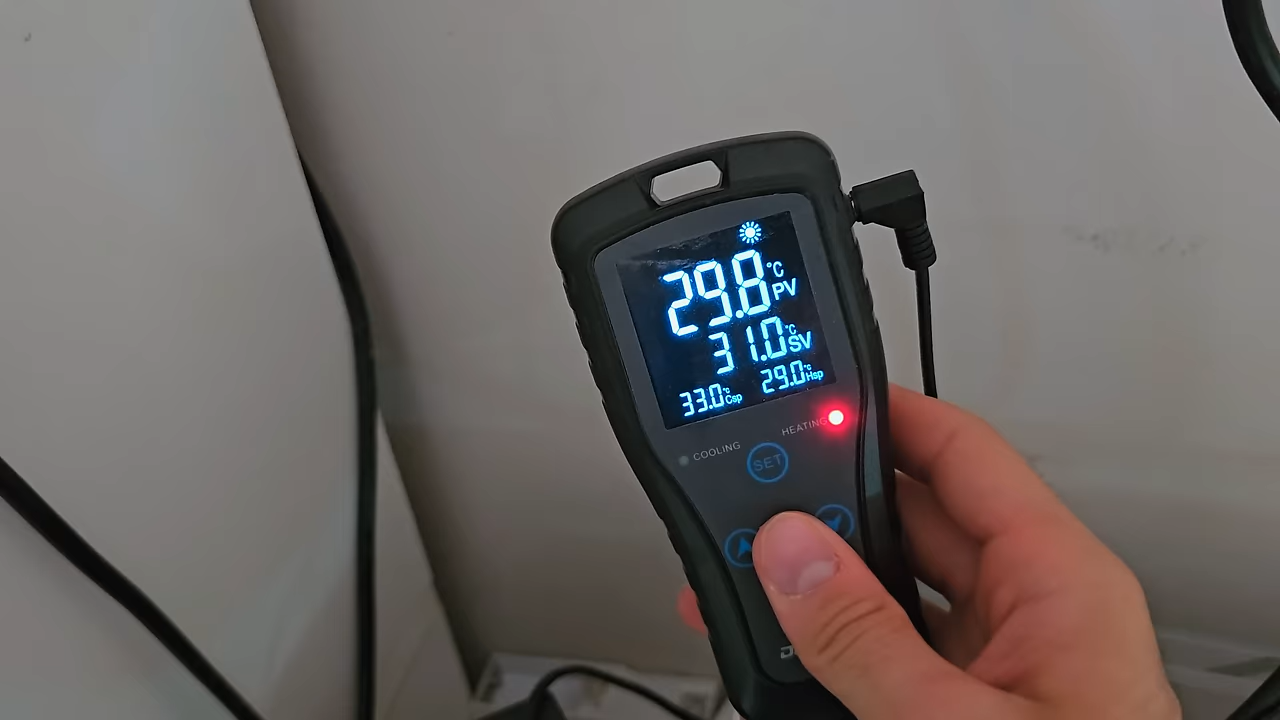 29.8 °C PV
31.0 °C SV
33.0 °C Csp 29.0 °C Hsp
COOLING HEATING
SET